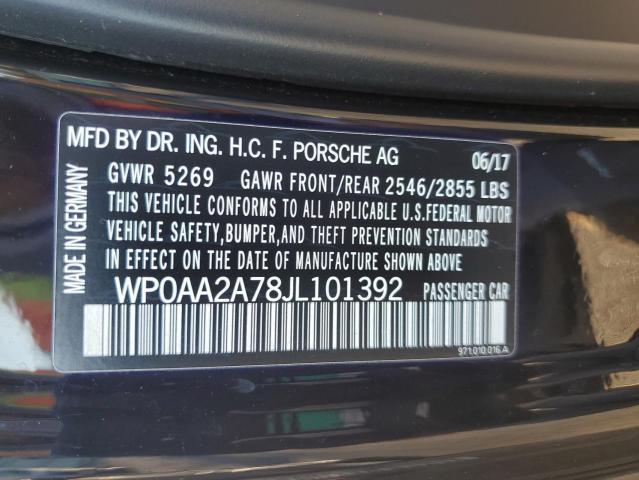 MFD BY DR. ING. H.C. F. PORSCHE AG 06/17
GVWR 5269 GAWR FRONT/REAR 2546/2855 LBS
THIS VEHICLE CONFORMS TO ALL APPLICABLE U.S.FEDERAL MOTOR
VEHICLE SAFETY,BUMPER,AND THEFT PREVENTION STANDARDS
IN EFFECT ON THE DATE OF MANUFACTURE SHOWN ABOVE
WP0AA2A78JL101392 PASSENGER CAR
971.010.016.A
MADE IN GERMANY